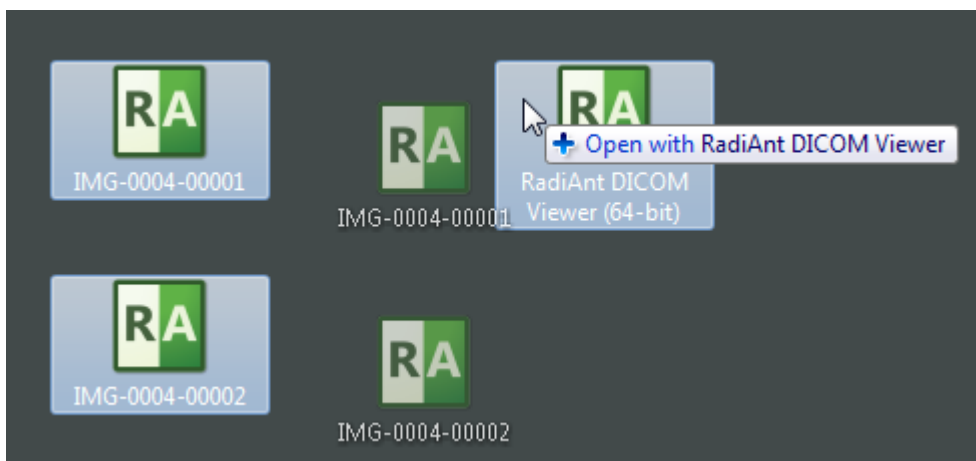 RA
RA
RA
Open with RadiAnt DICOM Viewer
IMG-0004-00001
IMG-0004-00001
RadiAnt DICOM
Viewer (64-bit)
RA
RA
IMG-0004-00002
IMG-0004-00002